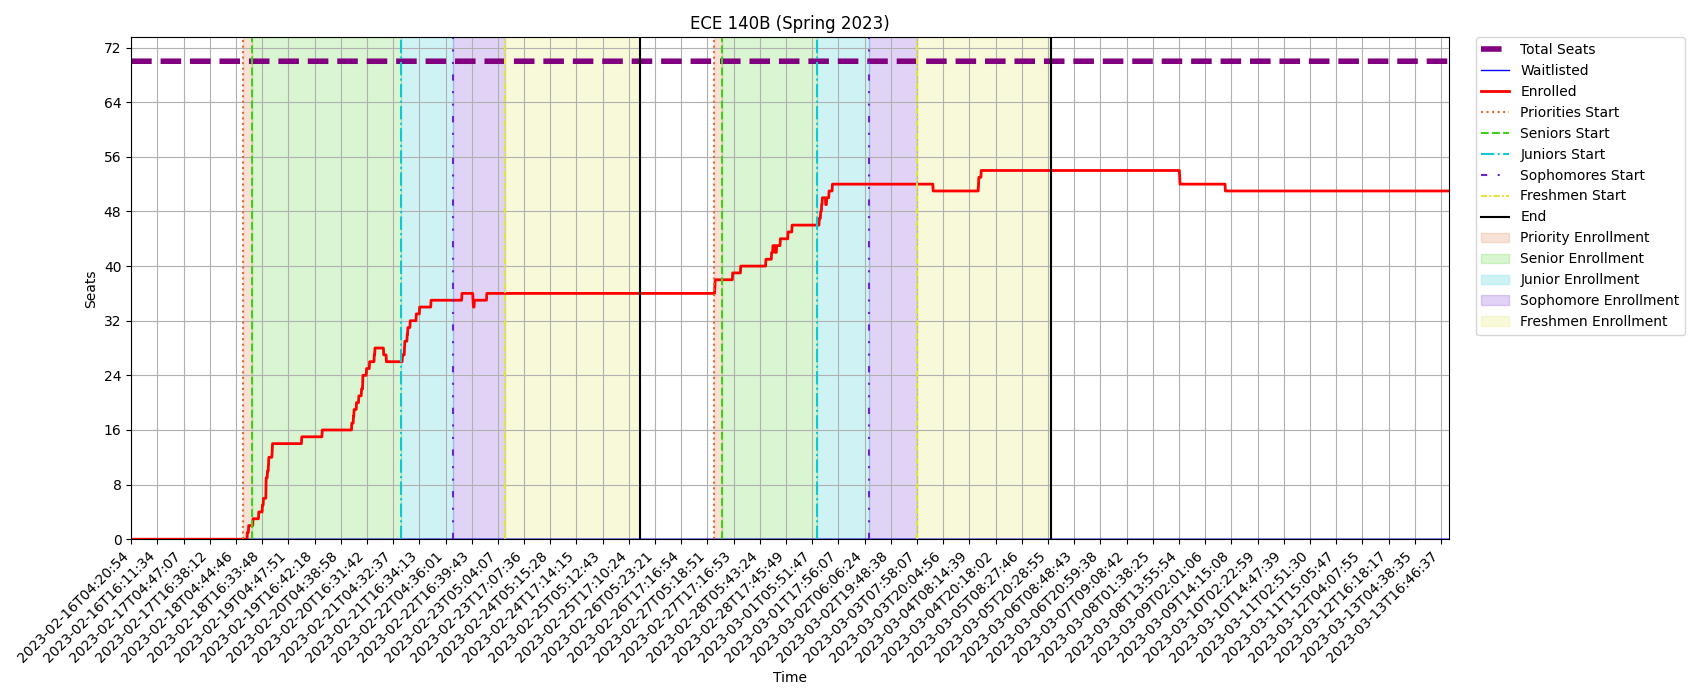 ECE 140B (Spring 2023)
72
64
56
48
40
32
24
16
8
0
Seats
2023-02-16T04:20:54
2023-02-16T16:11:34
2023-02-17T04:47:07
2023-02-17T16:38:12
2023-02-18T04:44:46
2023-02-18T16:33:48
2023-02-19T04:47:51
2023-02-19T16:42:18
2023-02-20T04:38:58
2023-02-20T16:31:42
2023-02-21T04:32:37
2023-02-21T16:34:13
2023-02-22T04:36:01
2023-02-22T16:39:43
2023-02-23T05:04:07
2023-02-23T17:07:36
2023-02-24T05:15:28
2023-02-24T17:14:15
2023-02-25T05:12:43
2023-02-25T17:10:24
2023-02-26T05:23:21
2023-02-26T17:16:54
2023-02-27T05:18:51
2023-02-27T17:16:53
2023-02-28T05:43:24
2023-02-28T17:45:49
2023-03-01T05:51:47
2023-03-01T17:56:07
2023-03-02T06:06:24
2023-03-02T19:48:38
2023-03-03T07:58:07
2023-03-03T20:04:56
2023-03-04T08:14:39
2023-03-04T20:18:02
2023-03-05T08:27:46
2023-03-05T20:28:55
2023-03-06T08:48:43
2023-03-06T20:59:38
2023-03-07T09:08:42
2023-03-08T01:38:25
2023-03-08T13:55:54
2023-03-09T02:01:06
2023-03-09T14:15:08
2023-03-10T02:22:59
2023-03-10T14:47:39
2023-03-11T02:51:30
2023-03-11T15:05:47
2023-03-12T04:07:55
2023-03-12T16:18:17
2023-03-13T04:38:35
2023-03-13T16:46:37
Time
Total Seats
Waitlisted
Enrolled
Priorities Start
Seniors Start
Juniors Start
Sophomores Start
Freshmen Start
End
Priority Enrollment
Senior Enrollment
Junior Enrollment
Sophomore Enrollment
Freshmen Enrollment